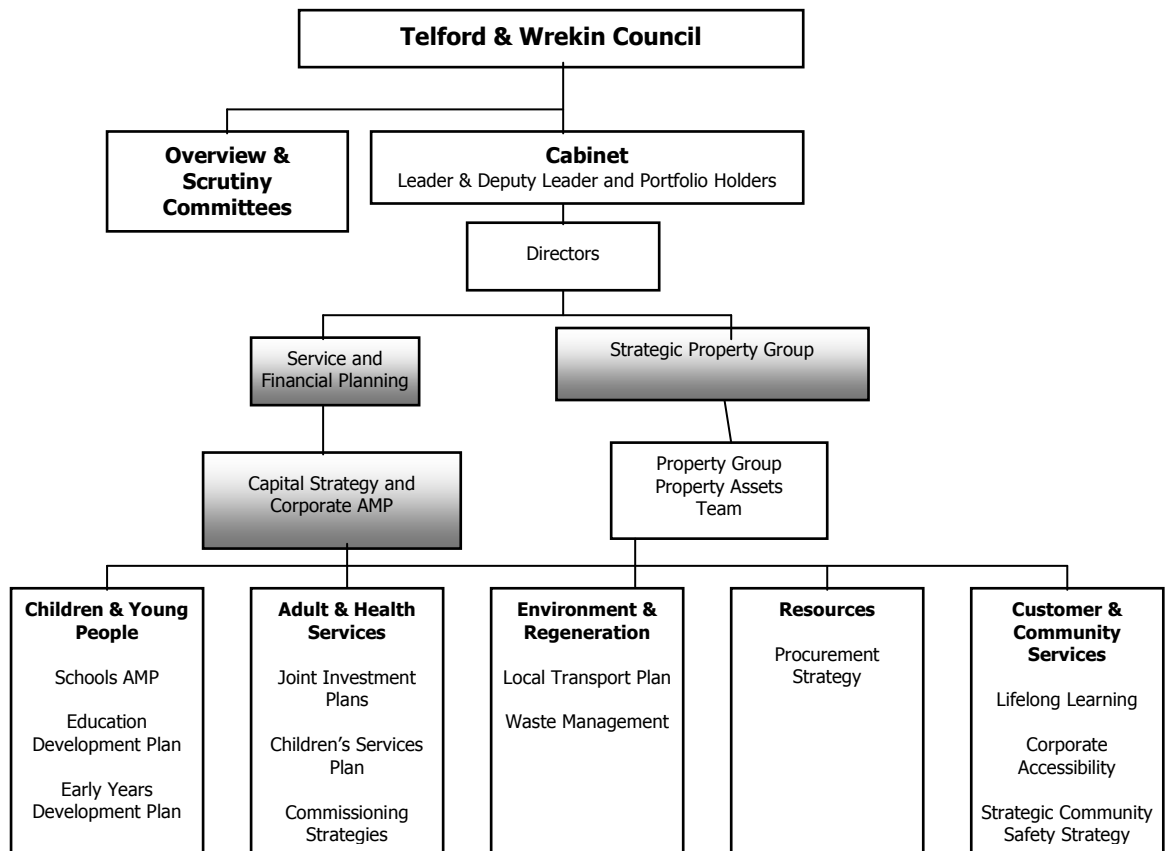 Telford & Wrekin Council
Overview &
Scrutiny
Committees
Cabinet
Leader & Deputy Leader and Portfolio Holders
Directors
Service and
Financial Planning
Strategic Property Group
Capital Strategy and
Corporate AMP
Property Group
Property Assets
Team
Children & Young
People
Schools AMP
Education
Development Plan
Early Years
Development Plan
Adult & Health
Services
Joint Investment
Plans
Children's Services
Plan
Commissioning
Strategies
Environment &
Regeneration
Local Transport Plan
Waste Management
Resources
Procurement
Strategy
Customer &
Community
Services
Lifelong Learning
Corporate
Accessibility
Strategic Community
Safety Strategy